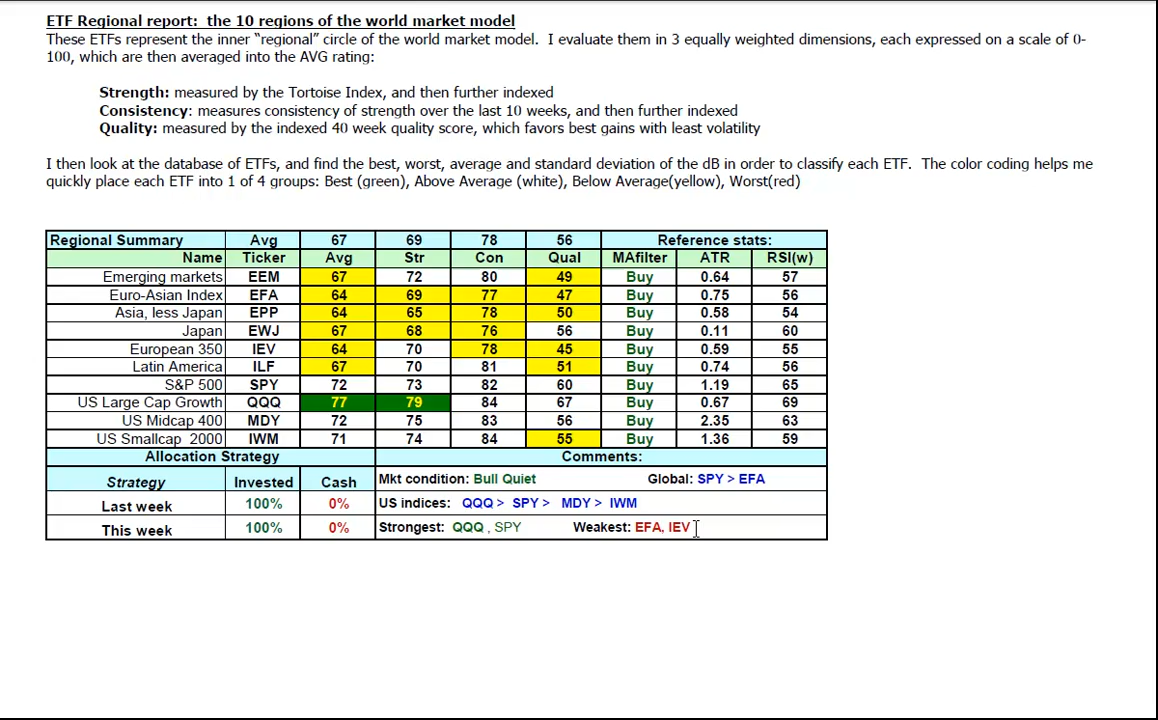 ETF Regional report:  the 10 regions of the world market model
These ETFs represent the inner “regional” circle of the world market model.  I evaluate them in 3 equally weighted dimensions, each expressed on a scale of 0-
100, which are then averaged into the AVG rating:
Strength: measured by the Tortoise Index, and then further indexed
Consistency: measures consistency of strength over the last 10 weeks, and then further indexed
Quality: measured by the indexed 40 week quality score, which favors best gains with least volatility
I then look at the database of ETFs, and find the best, worst, average and standard deviation of the dB in order to classify each ETF.  The color coding helps me
quickly place each ETF into 1 of 4 groups: Best (green), Above Average (white), Below Average(yellow), Worst(red)
Regional Summary Avg 67 69 78 56 Reference stats:
Name Ticker Avg Str Con Qual MAfilter ATR RSI(w)
Emerging markets EEM 67 72 80 49 Buy 0.64 57
Euro-Asian Index EFA 64 69 77 47 Buy 0.75 56
Asia, less Japan EPP 64 65 78 50 Buy 0.58 54
Japan EWJ 67 68 76 56 Buy 0.11 60
European 350 IEV 64 70 78 45 Buy 0.59 55
Latin America ILF 67 70 81 51 Buy 0.74 56
S&P 500 SPY 72 73 82 60 Buy 1.19 65
US Large Cap Growth QQQ 77 79 84 67 Buy 0.67 69
US Midcap 400 MDY 72 75 83 56 Buy 2.35 63
US Smallcap  2000 IWM 71 74 84 55 Buy 1.36 59
Allocation Strategy Comments:
Strategy Invested Cash Mkt condition: Bull Quiet Global: SPY > EFA
Last week 100% 0% US indices:  QQQ >  SPY >  MDY >  IWM
This week 100% 0% Strongest:  QQQ , SPY Weakest: EFA, IEV